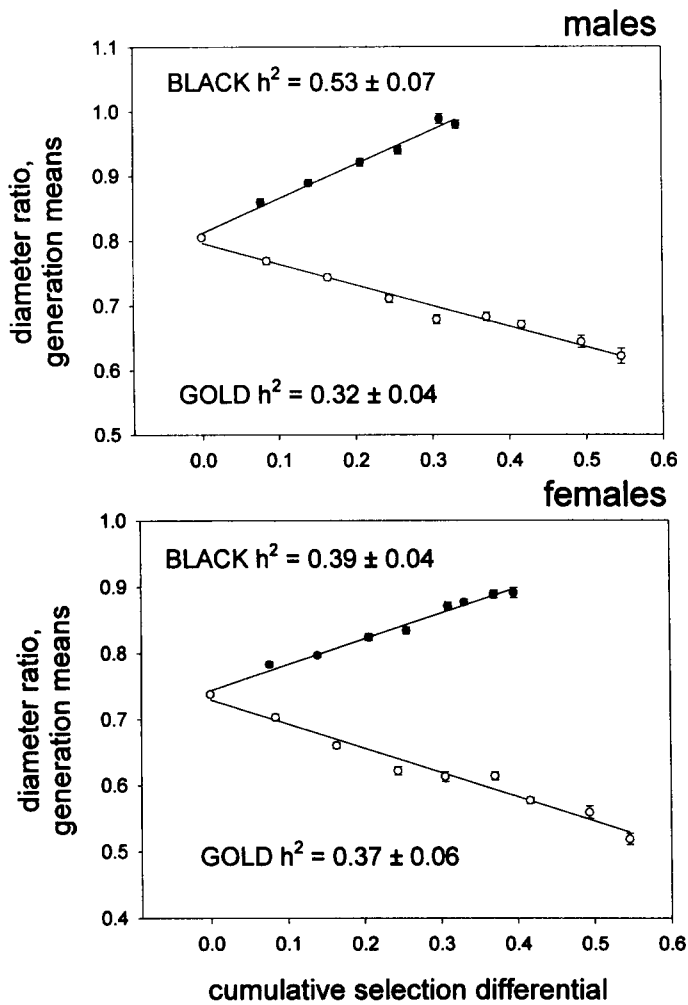 males
1.1
1.0
0.9
0.8
0.7
0.6
0.5
diameter ratio,
generation means
BLACK h² = 0.53 ± 0.07
GOLD h² = 0.32 ± 0.04
0.0 0.1 0.2 0.3 0.4 0.5 0.6
females
1.0
0.9
0.8
0.7
0.6
0.5
0.4
diameter ratio,
generation means
BLACK h² = 0.39 ± 0.04
GOLD h² = 0.37 ± 0.06
0.0 0.1 0.2 0.3 0.4 0.5 0.6
cumulative selection differential